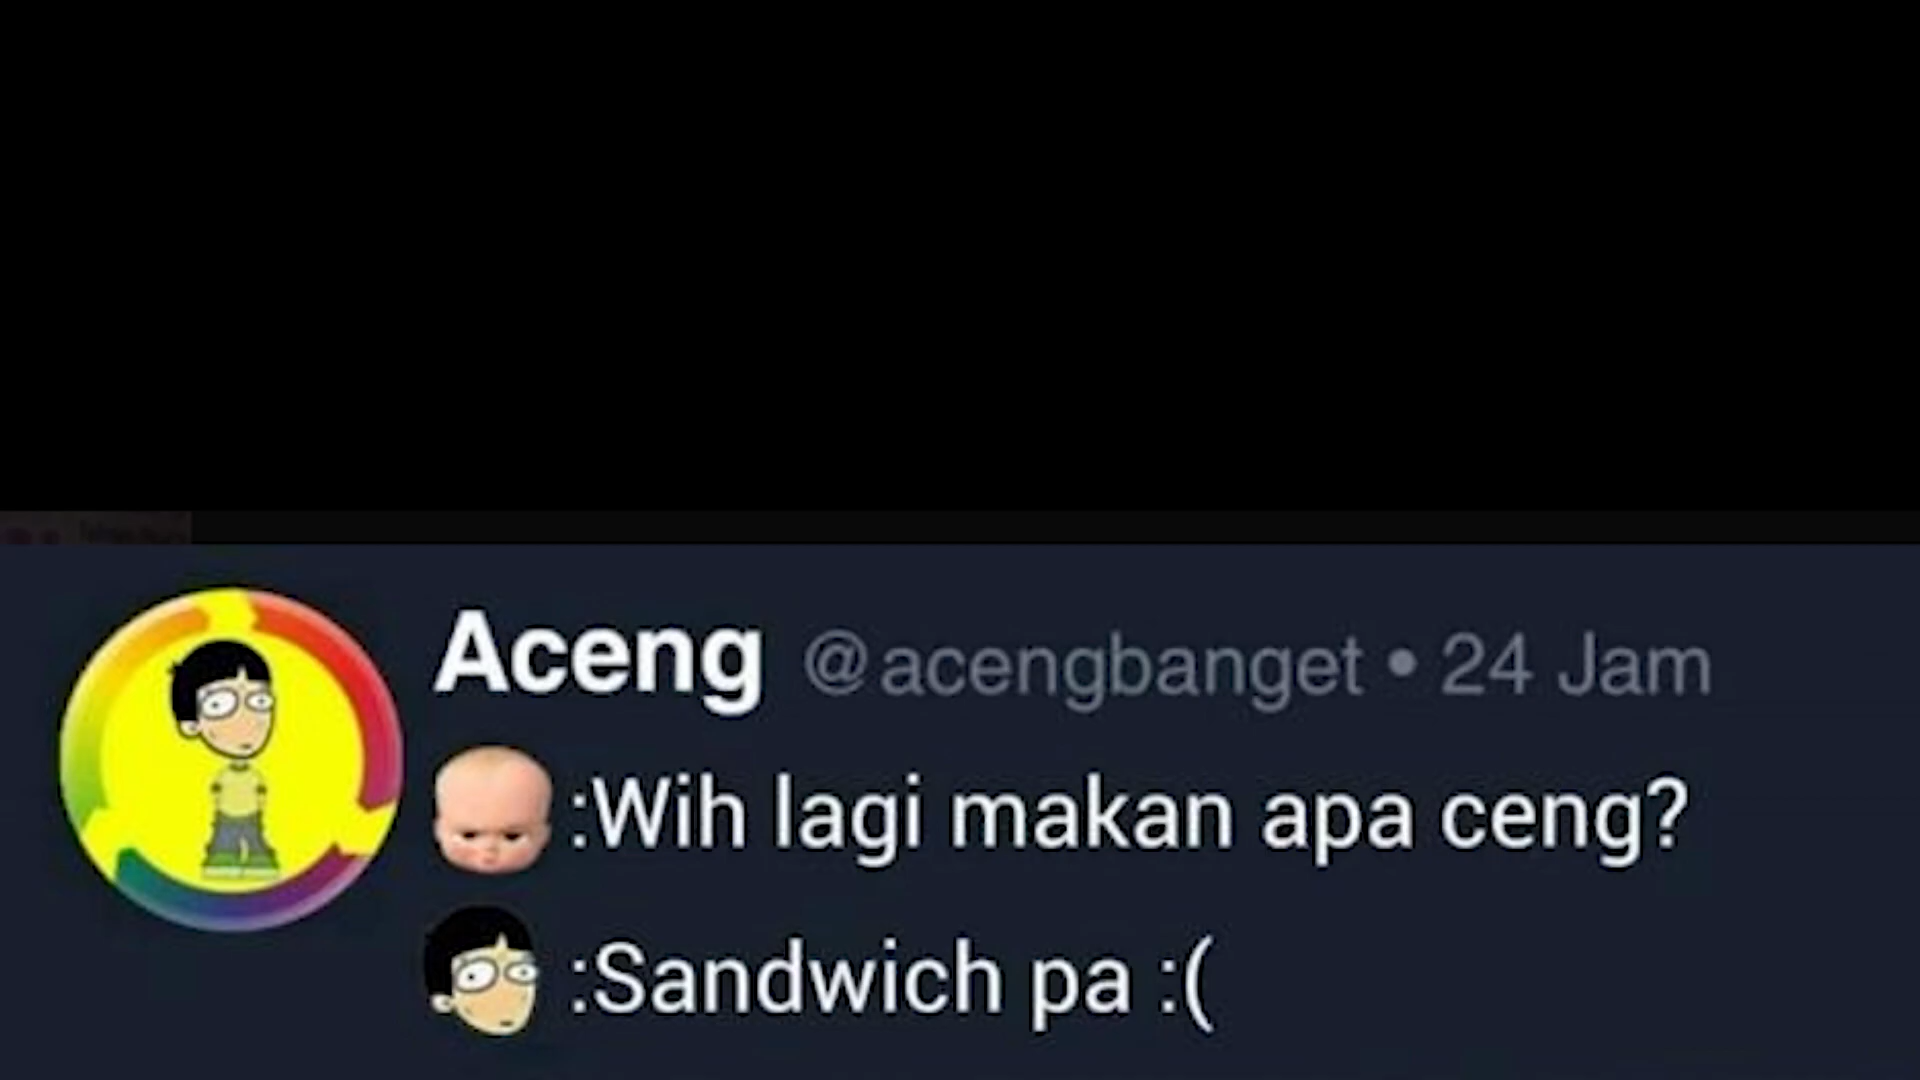 Aceng @acengbanget • 24 Jam
:Wih lagi makan apa ceng?
:Sandwich pa :(